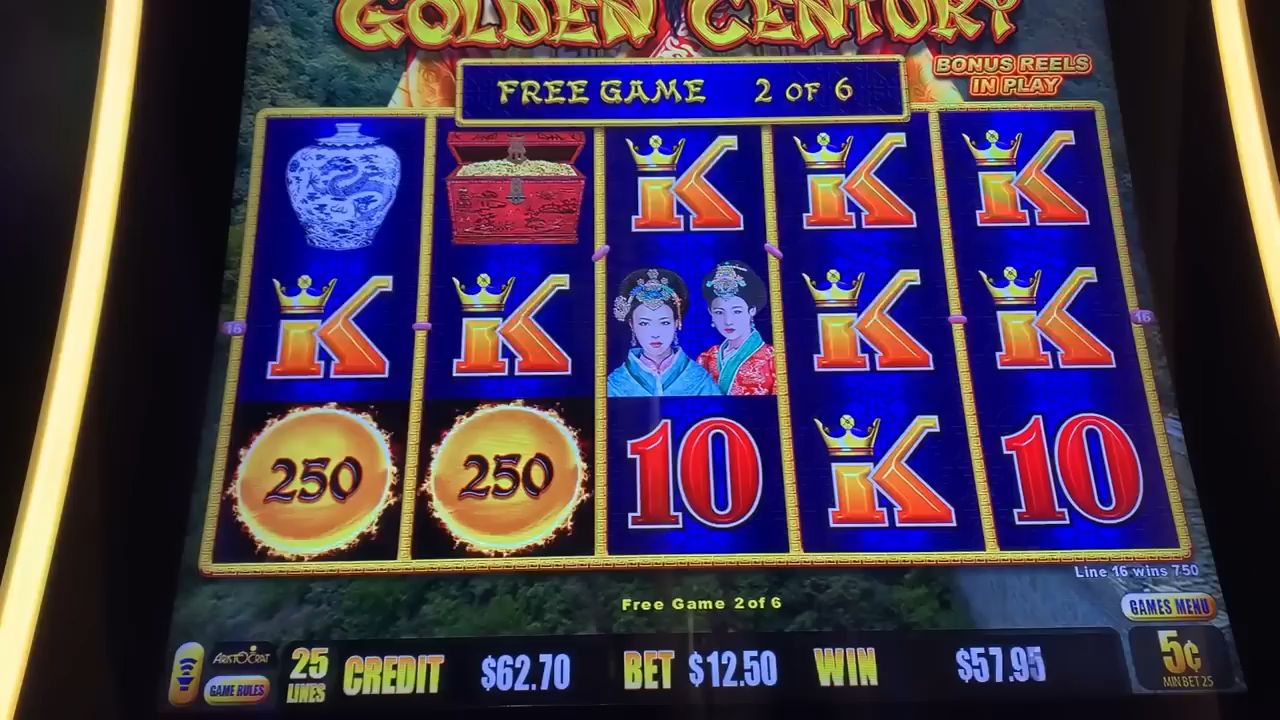 GOLDEN CENTURY
BONUS REELS
IN PLAY
FREE GAME 2 OF 6
K K K
16 K K K K 16
250 250 10 K 10
Line 16 wins 750
Free Game 2 of 6
GAMES MENU
ARISTOCRAT
GAME RULES
25
LINES
CREDIT $62.70 BET $12.50 WIN $57.95
5¢
MIN BET 25